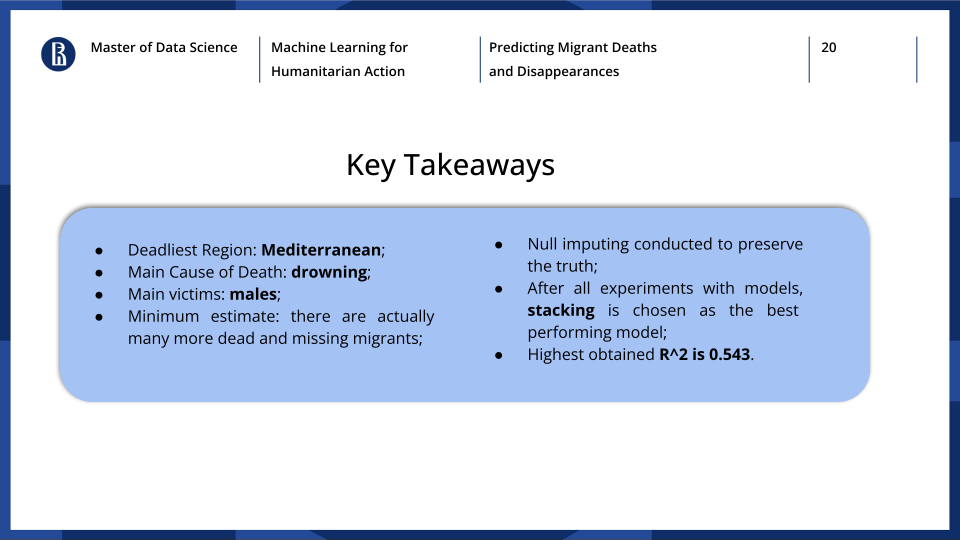 Master of Data Science
Machine Learning for
Humanitarian Action
Predicting Migrant Deaths
and Disappearances
20
Key Takeaways
● Deadliest Region: Mediterranean;
● Main Cause of Death: drowning;
● Main victims: males;
● Minimum estimate: there are actually
many more dead and missing migrants;
● Null imputing conducted to preserve
the truth;
● After all experiments with models,
stacking is chosen as the best
performing model;
● Highest obtained R^2 is 0.543.